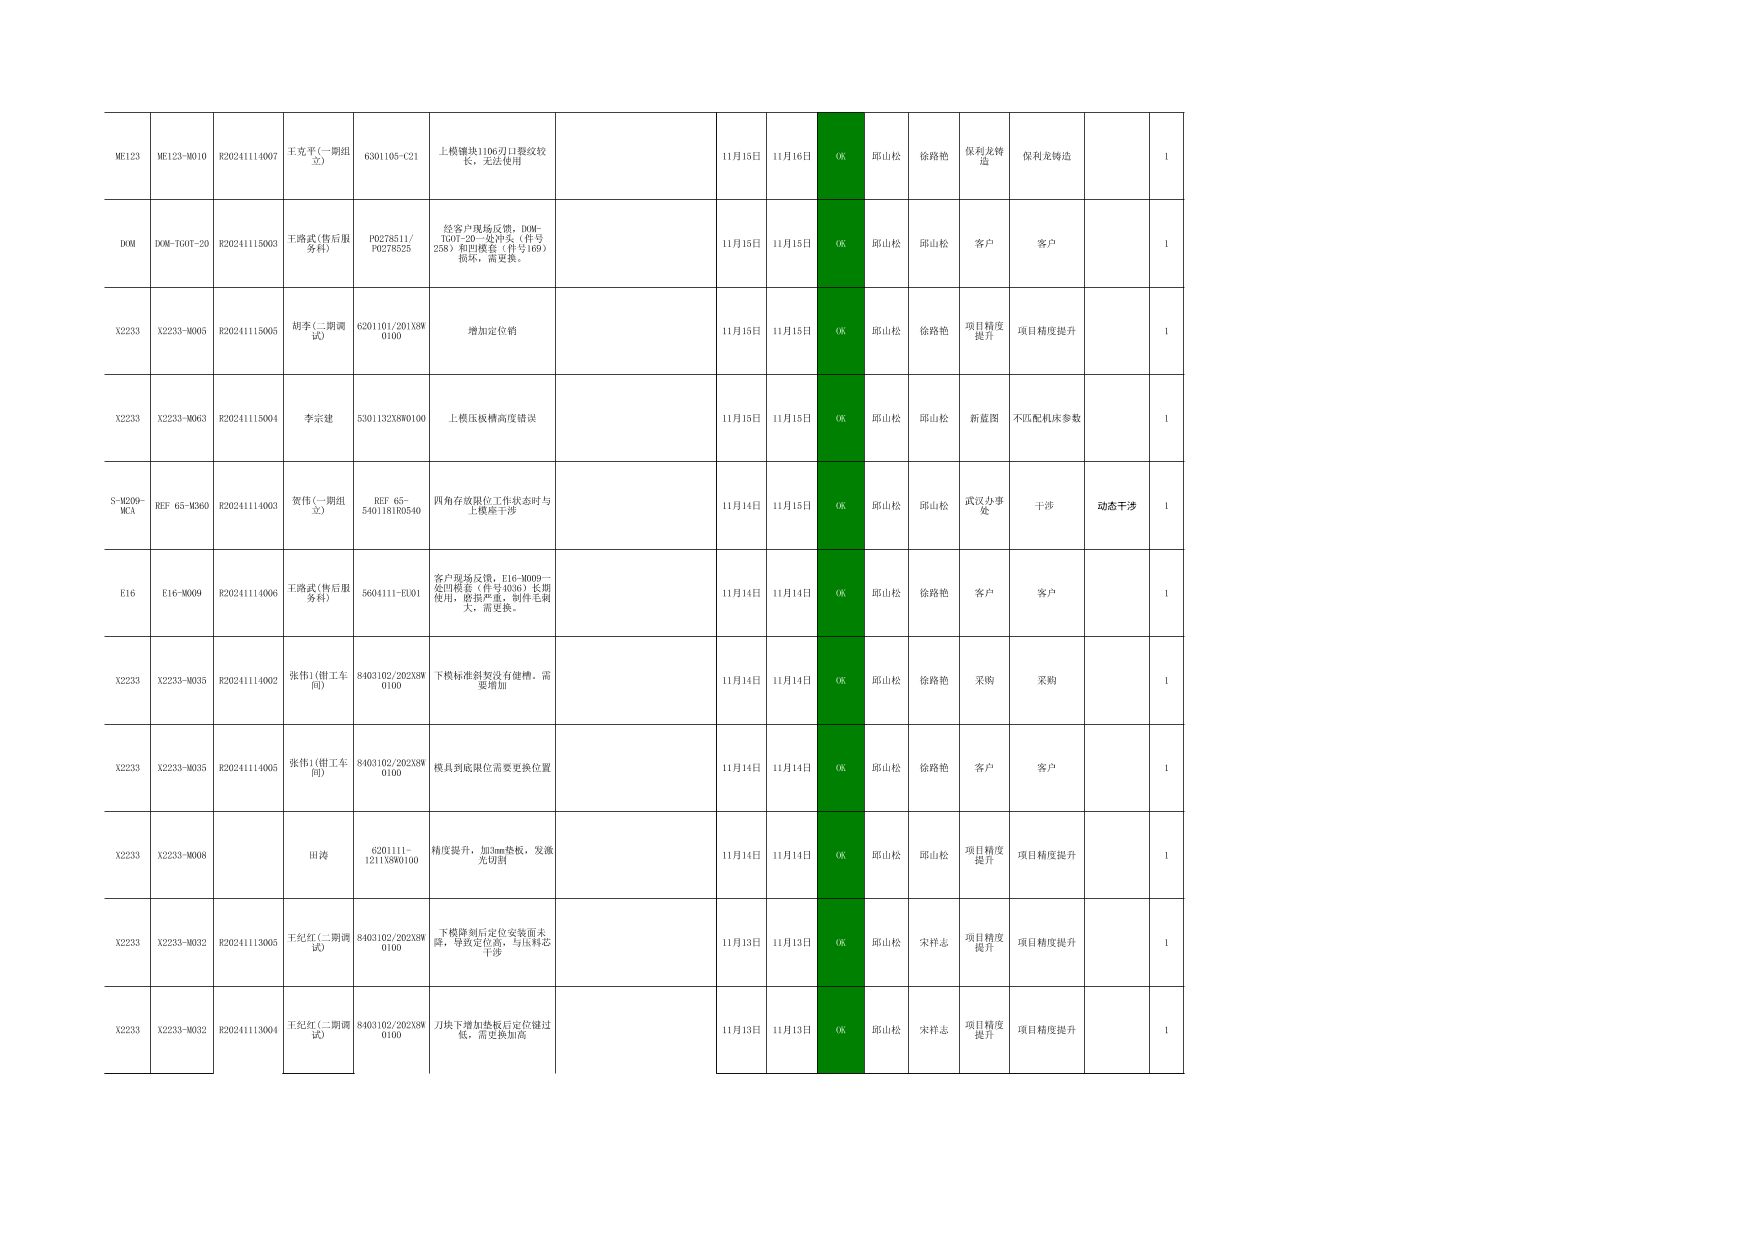 ME123 ME123-M010 R20241114007 王克平(一期组立) 6301105-C21 上模镶块1106刃口裂纹较长，无法使用 11月15日 11月16日 OK 邱山松 徐路艳 保利龙铸造 保利龙铸造 1
DOM DOM-TGOT-20 R20241115003 王路武(售后服务科) P0278511/P0278525 经客户现场反馈，DOM-TGOT-20一处冲头（件号258）和凹模套（件号169）损坏，需更换。 11月15日 11月15日 OK 邱山松 邱山松 客户 客户 1
X2233 X2233-M005 R20241115005 胡李(二期调试) 6201101/201X8W0100 增加定位销 11月15日 11月15日 OK 邱山松 徐路艳 项目精度提升 项目精度提升 1
X2233 X2233-M063 R20241115004 李宗建 5301132X8W0100 上模压板槽高度错误 11月15日 11月15日 OK 邱山松 邱山松 新蓝图 不匹配机床参数 1
S-M209-MCA REF 65-M360 R20241114003 贺伟(一期组立) REF 65-5401181R0540 四角存放限位工作状态时与上模座干涉 11月14日 11月15日 OK 邱山松 邱山松 武汉办事处 干涉 动态干涉 1
E16 E16-M009 R20241114006 王路武(售后服务科) 5604111-EU01 客户现场反馈，E16-M009一处凹模套（件号4036）长期使用，磨损严重，制件毛刺大，需更换。 11月14日 11月14日 OK 邱山松 徐路艳 客户 客户 1
X2233 X2233-M035 R20241114002 张伟1(钳工车间) 8403102/202X8W0100 下模标准斜契没有健槽。需要增加 11月14日 11月14日 OK 邱山松 徐路艳 采购 采购 1
X2233 X2233-M035 R20241114005 张伟1(钳工车间) 8403102/202X8W0100 模具到底限位需要更换位置 11月14日 11月14日 OK 邱山松 徐路艳 客户 客户 1
X2233 X2233-M008 田涛 6201111-1211X8W0100 精度提升，加3mm垫板，发激光切割 11月14日 11月14日 OK 邱山松 邱山松 项目精度提升 项目精度提升 1
X2233 X2233-M032 R20241113005 王纪红(二期调试) 8403102/202X8W0100 下模降刻后定位安装面未降，导致定位高，与压料芯干涉 11月13日 11月13日 OK 邱山松 宋祥志 项目精度提升 项目精度提升 1
X2233 X2233-M032 R20241113004 王纪红(二期调试) 8403102/202X8W0100 刀块下增加垫板后定位键过低，需更换加高 11月13日 11月13日 OK 邱山松 宋祥志 项目精度提升 项目精度提升 1